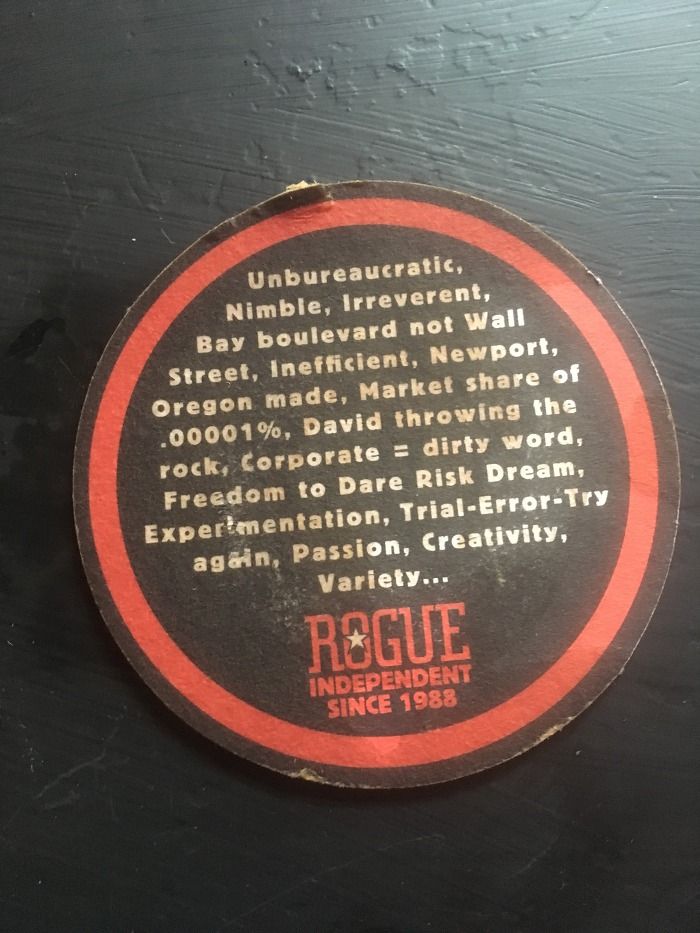 Unbureaucratic,
Nimble, Irreverent,
Bay boulevard not Wall
Street, Inefficient, Newport,
Oregon made, Market share of
.00001%, David throwing the
rock, Corporate = dirty word,
Freedom to Dare Risk Dream,
Experimentation, Trial-Error-Try
again, Passion, Creativity,
Variety...
ROGUE
INDEPENDENT
SINCE 1988